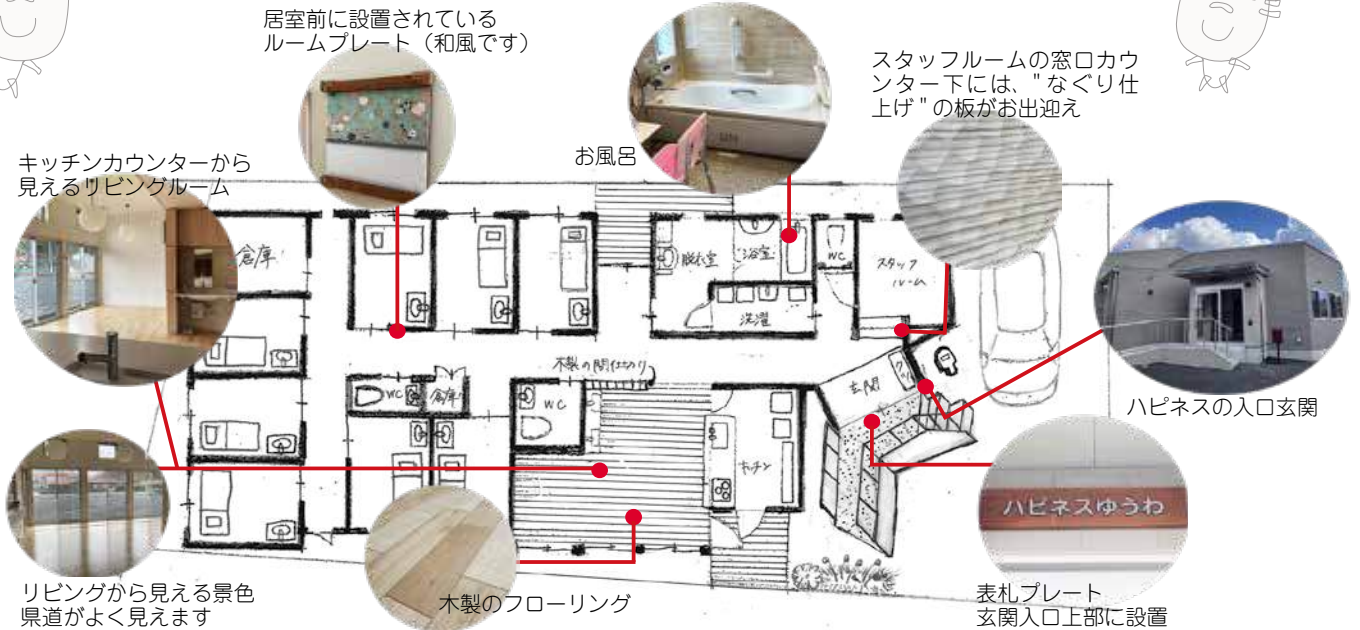 居室前に設置されている
ルームプレート（和風です）
スタッフルームの窓口カウ
ンター下には、"なぐり仕
上げ"の板がお出迎え
お風呂
キッチンカウンターから
見えるリビングルーム
倉庫
脱衣室
浴室
WC
スタッフ
ルーム
洗濯
木製の間仕切り
玄関
WC
倉庫
WC
キッチン
ハピネスの入口玄関
ハピネスゆうわ
リビングから見える景色
県道がよく見えます
木製のフローリング
表札プレート
玄関入口上部に設置